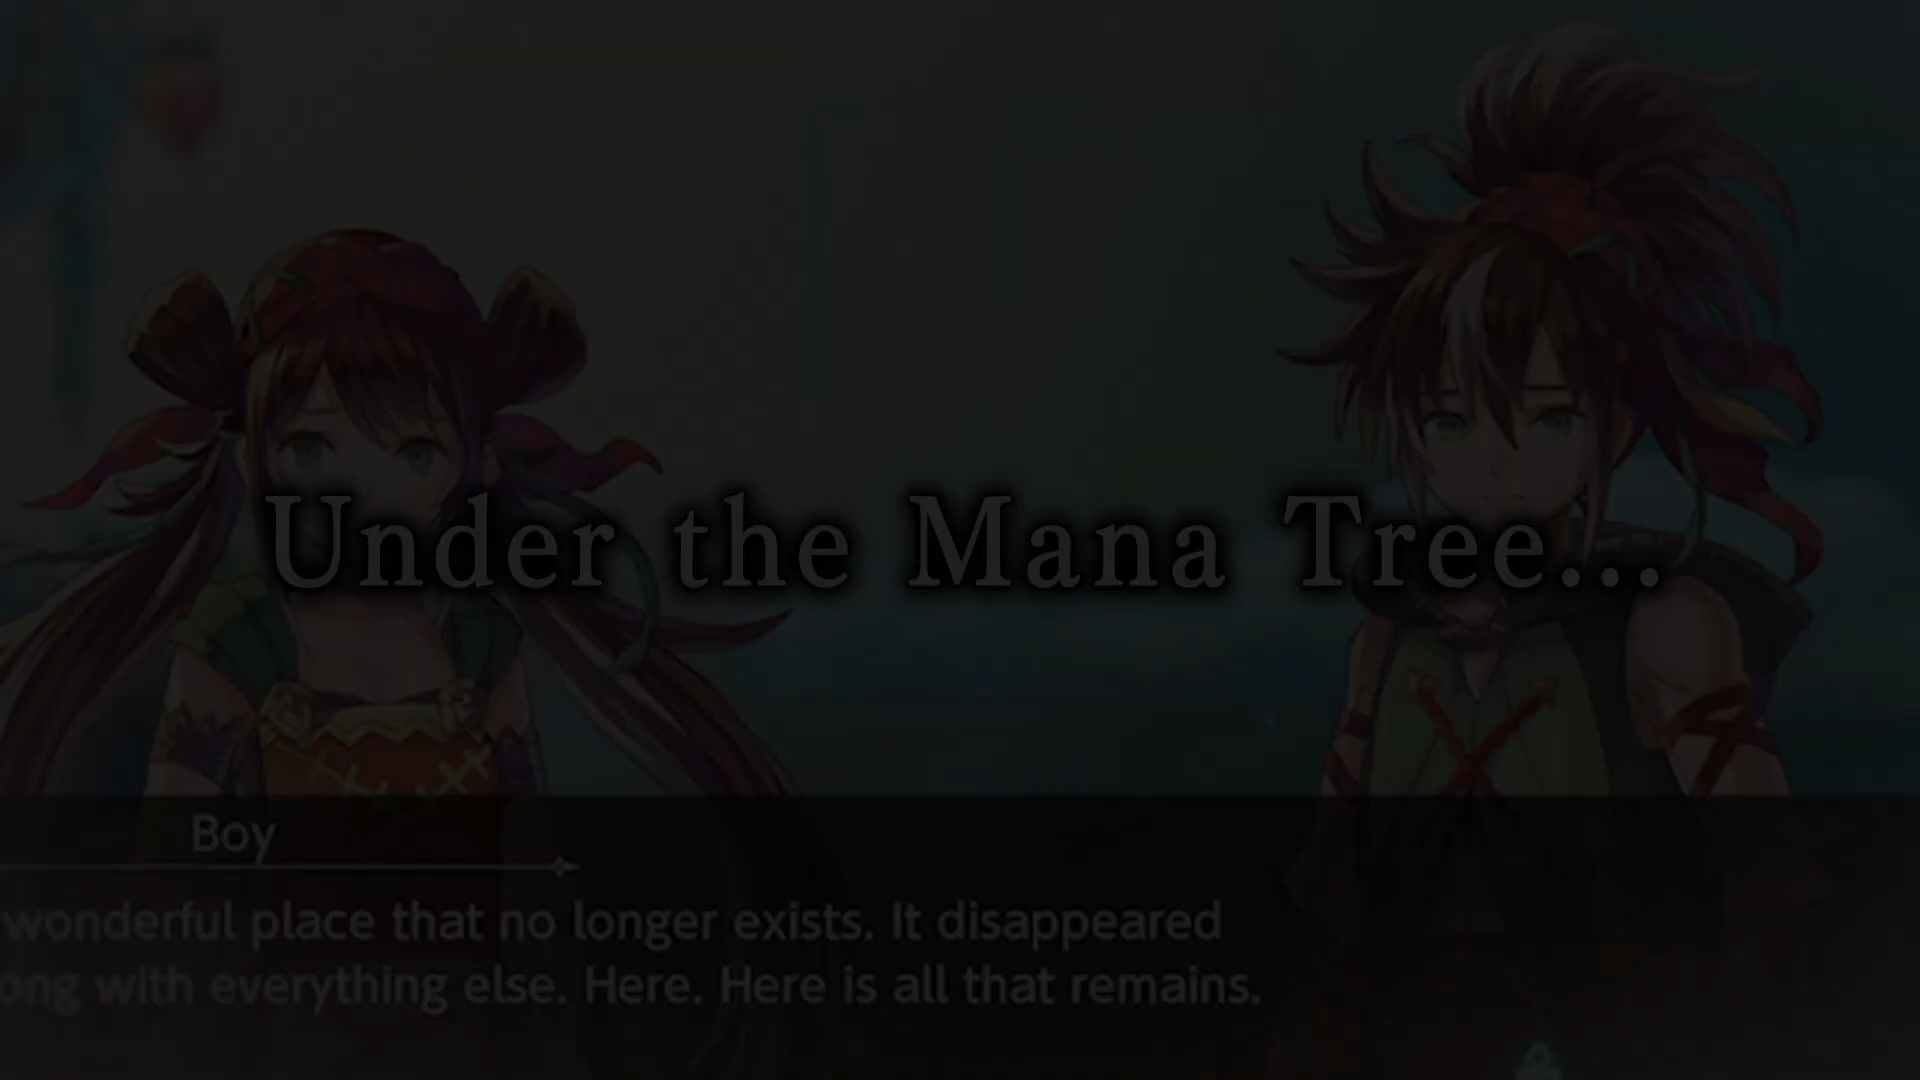 Under the Mana Tree...
Boy
wonderful place that no longer exists. It disappeared
with everything else. Here. Here is all that remains.